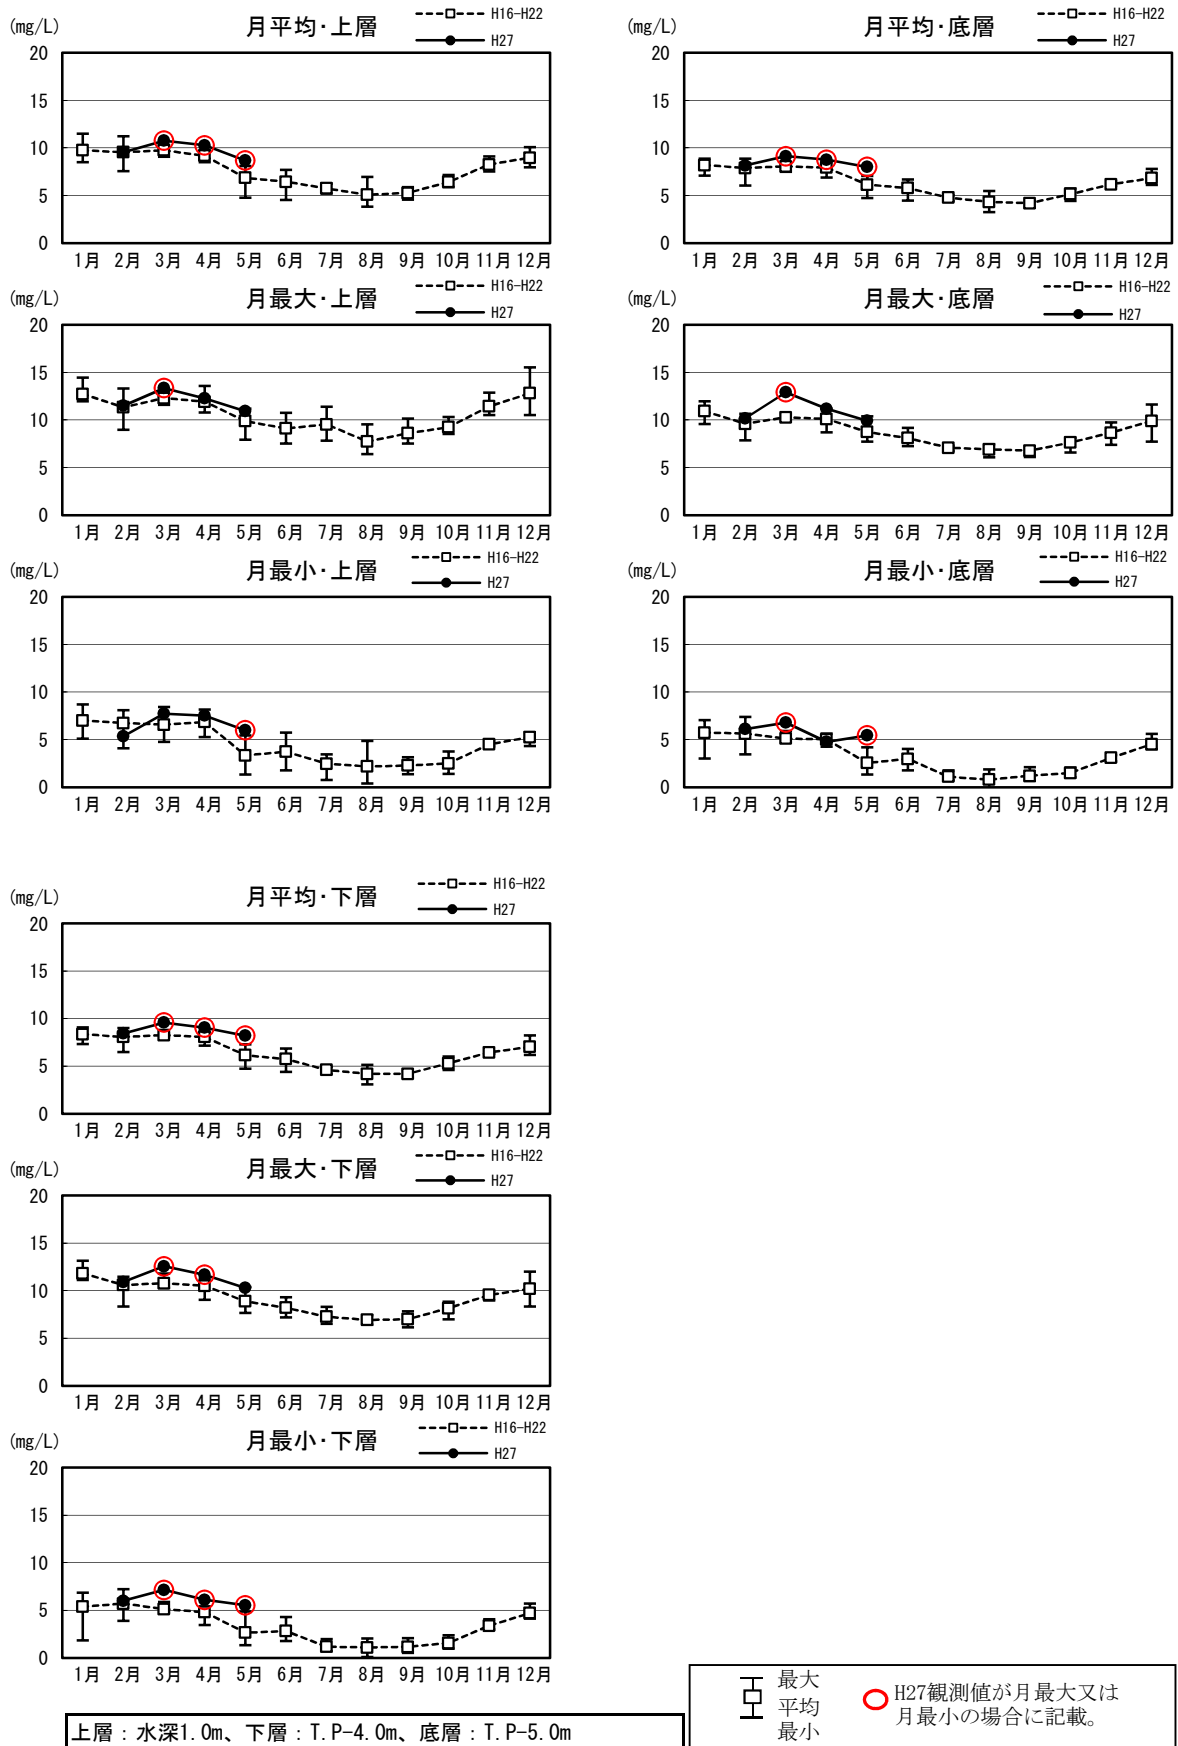 (mg/L)
月平均･上層
H16-H22
H27
20
15
10
5
0
1月 2月 3月 4月 5月 6月 7月 8月 9月 10月 11月 12月
(mg/L)
月平均･底層
H16-H22
H27
20
15
10
5
0
1月 2月 3月 4月 5月 6月 7月 8月 9月 10月 11月 12月
(mg/L)
月最大･上層
H16-H22
H27
20
15
10
5
0
1月 2月 3月 4月 5月 6月 7月 8月 9月 10月 11月 12月
(mg/L)
月最大･底層
H16-H22
H27
20
15
10
5
0
1月 2月 3月 4月 5月 6月 7月 8月 9月 10月 11月 12月
(mg/L)
月最小･上層
H16-H22
H27
20
15
10
5
0
1月 2月 3月 4月 5月 6月 7月 8月 9月 10月 11月 12月
(mg/L)
月最小･底層
H16-H22
H27
20
15
10
5
0
1月 2月 3月 4月 5月 6月 7月 8月 9月 10月 11月 12月
(mg/L)
月平均･下層
H16-H22
H27
20
15
10
5
0
1月 2月 3月 4月 5月 6月 7月 8月 9月 10月 11月 12月
(mg/L)
月最大･下層
H16-H22
H27
20
15
10
5
0
1月 2月 3月 4月 5月 6月 7月 8月 9月 10月 11月 12月
(mg/L)
月最小･下層
H16-H22
H27
20
15
10
5
0
1月 2月 3月 4月 5月 6月 7月 8月 9月 10月 11月 12月
上層：水深1.0m、下層：T.P-4.0m、底層：T.P-5.0m
最大
平均
最小
H27観測値が月最大又は
月最小の場合に記載。